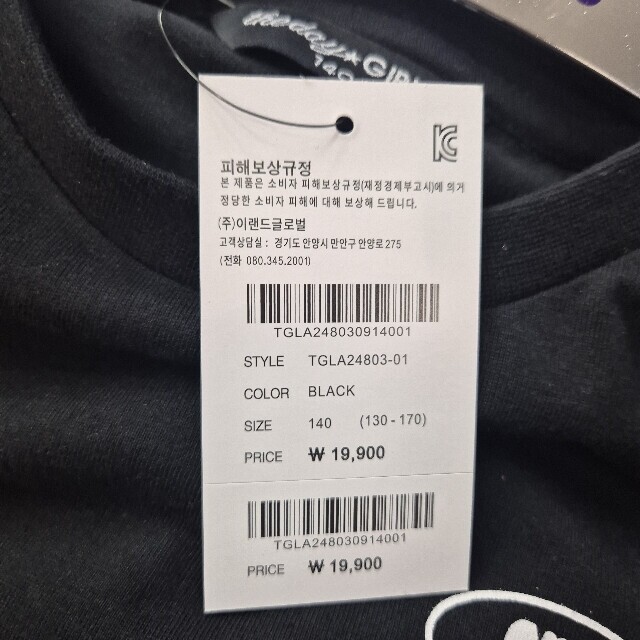 theday★GIRL
140
피해보상규정
본 제품은 소비자 피해보상규정(재정경제부고시)에 의거
정당한 소비자 피해에 대해 보상해 드립니다.
(주)이랜드글로벌
고객상담실 : 경기도 안양시 만안구 안양로 275
(전화 080.345.2001)
TGLA248030914001
STYLE TGLA24803-01
COLOR BLACK
SIZE 140 (130 - 170)
PRICE ₩ 19,900
TGLA248030914001
PRICE ₩ 19,900